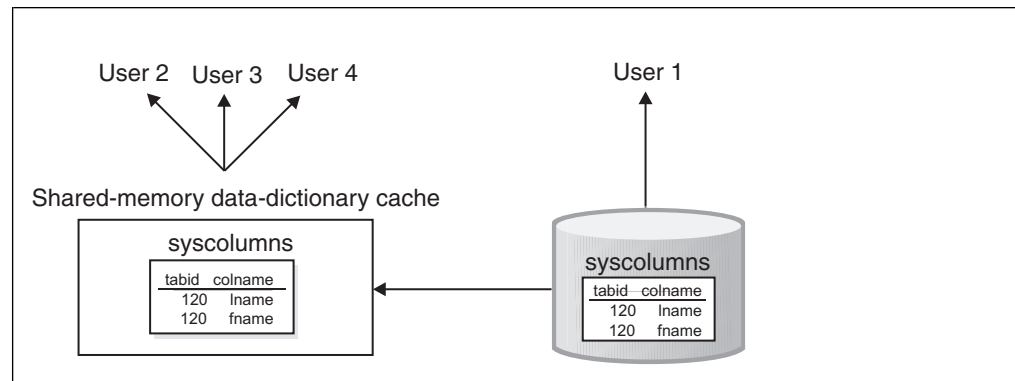 User 2 User 3 User 4
Shared-memory data-dictionary cache
syscolumns
tabid colname
120 lname
120 fname
User 1
syscolumns
tabid colname
120 lname
120 fname